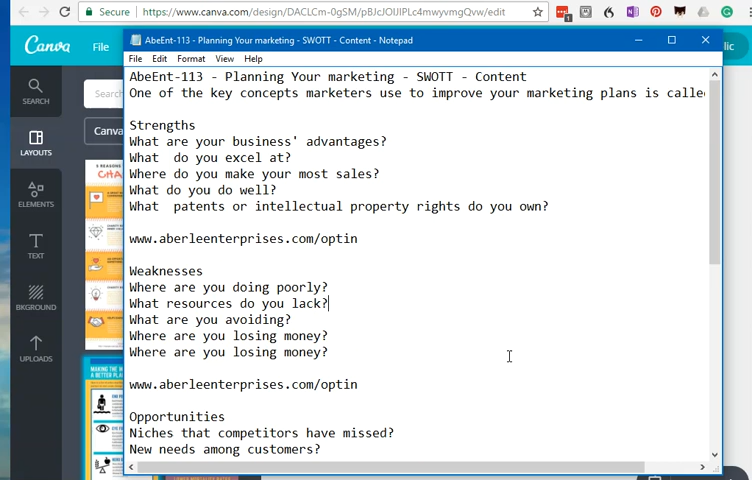 Secure
https://www.canva.com/design/DACLCm-0gSM/pBJcJOIJIPLc4mwyvmgQvw/edit
Canva
File
SEARCH
LAYOUTS
ELEMENTS
TEXT
BKGROUND
UPLOADS
Search
Canva
AbeEnt-113 - Planning Your marketing - SWOTT - Content - Notepad
File Edit Format View Help
AbeEnt-113 - Planning Your marketing - SWOTT - Content
One of the key concepts marketers use to improve your marketing plans is calle
Strengths
What are your business' advantages?
What  do you excel at?
Where do you make your most sales?
What do you do well?
What  patents or intellectual property rights do you own?
www.aberleenterprises.com/optin
Weaknesses
Where are you doing poorly?
What resources do you lack?
What are you avoiding?
Where are you losing money?
Where are you losing money?
www.aberleenterprises.com/optin
Opportunities
Niches that competitors have missed?
New needs among customers?